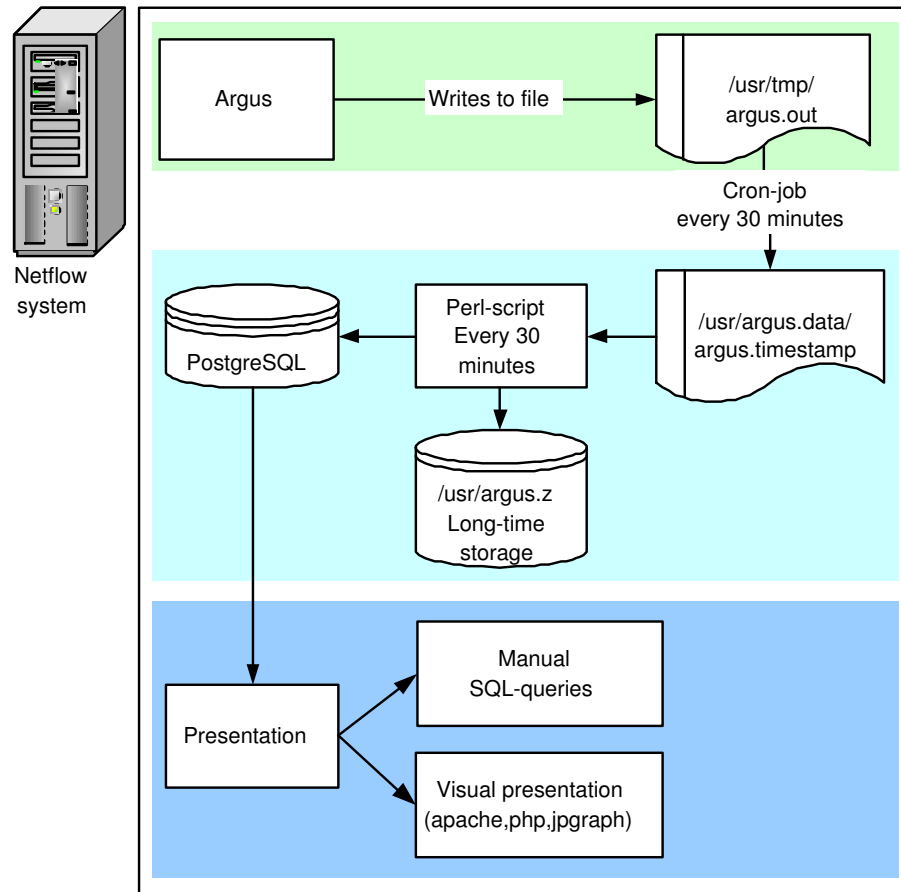 Argus
Writes to file
/usr/tmp/
argus.out
Cron-job
every 30 minutes
Netflow
system
PostgreSQL
Perl-script
Every 30
minutes
/usr/argus.data/
argus.timestamp
/usr/argus.z
Long-time
storage
Presentation
Manual
SQL-queries
Visual presentation
(apache,php,jpgraph)